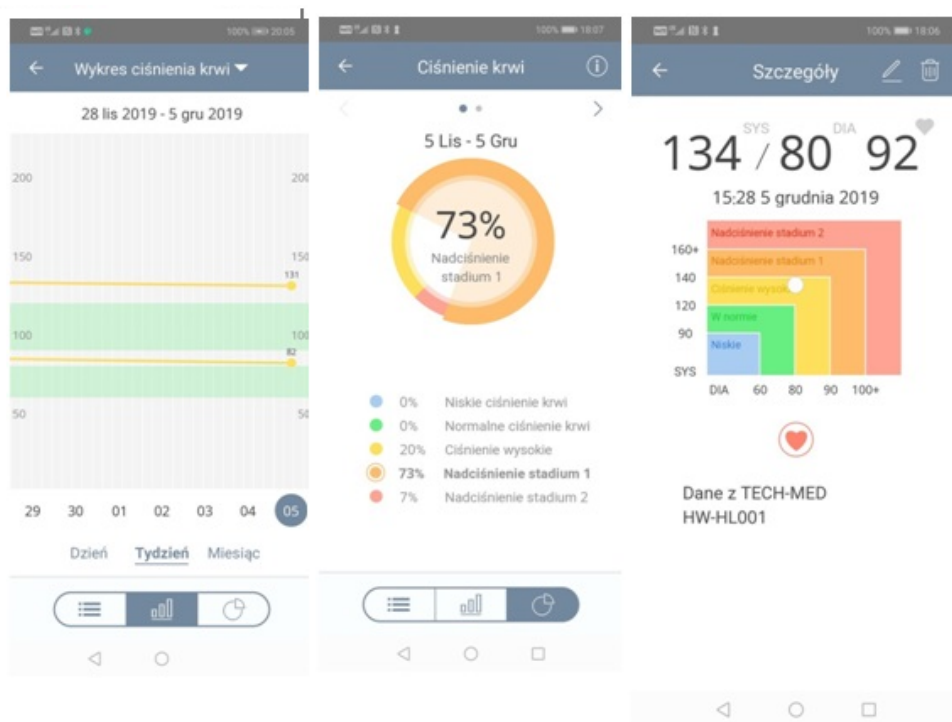 100% 20:05
Wykres ciśnienia krwi
28 lis 2019 - 5 gru 2019
200 200
150 150
131
100 100
82
50 50
29 30 01 02 03 04 05
Dzień Tydzień Miesiąc
100% 18:07
Ciśnienie krwi
5 Lis - 5 Gru
73%
Nadciśnienie
stadium 1
0% Niskie ciśnienie krwi
0% Normalne ciśnienie krwi
20% Ciśnienie wysokie
73% Nadciśnienie stadium 1
7% Nadciśnienie stadium 2
100% 18:06
Szczegóły
SYS DIA
134 / 80 92
15:28 5 grudnia 2019
Nadciśnienie stadium 2
160+
Nadciśnienie stadium 1
140
Ciśnienie wysokie
120
W normie
90
Niskie
SYS
DIA 60 80 90 100+
Dane z TECH-MED
HW-HL001